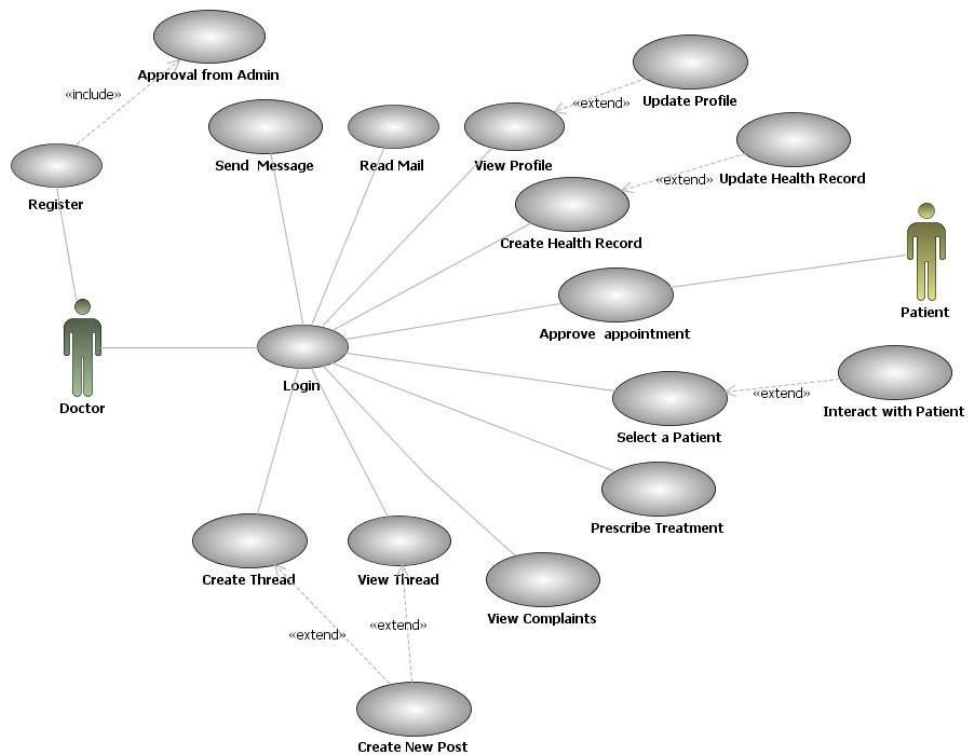 Approval from Admin
«include»
Update Profile
«extend»
Send Message
Read Mail
View Profile
Update Health Record
«extend»
Register
Create Health Record
Patient
Approve appointment
Login
Doctor
Interact with Patient
«extend»
Select a Patient
Prescribe Treatment
Create Thread
View Thread
View Complaints
«extend»
«extend»
Create New Post